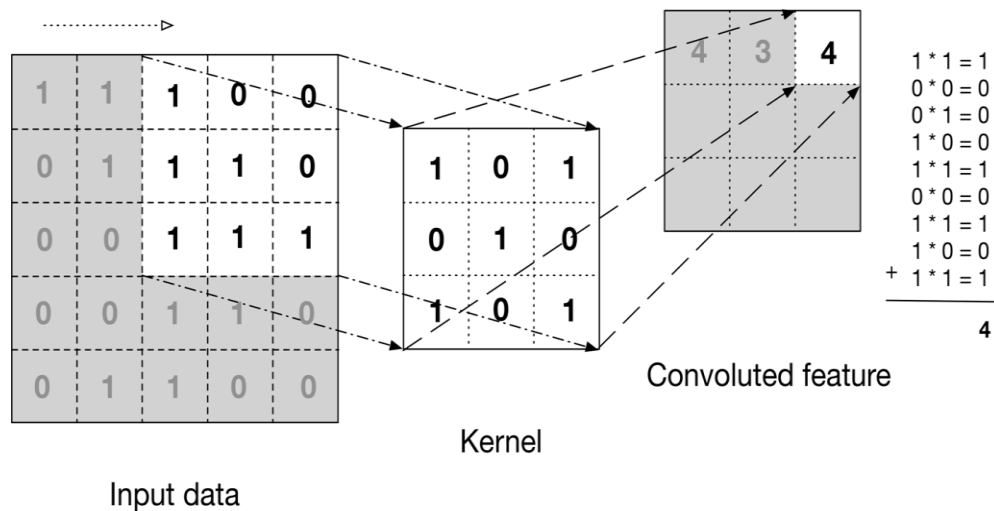 1 1 1 0 0
0 1 1 1 0
0 0 1 1 1
0 0 1 1 0
0 1 1 0 0
Input data
1 0 1
0 1 0
1 0 1
Kernel
4 3 4
Convoluted feature
1 * 1 = 1
0 * 0 = 0
0 * 1 = 0
1 * 0 = 0
1 * 1 = 1
0 * 0 = 0
1 * 1 = 1
1 * 0 = 0
+ 1 * 1 = 1
4